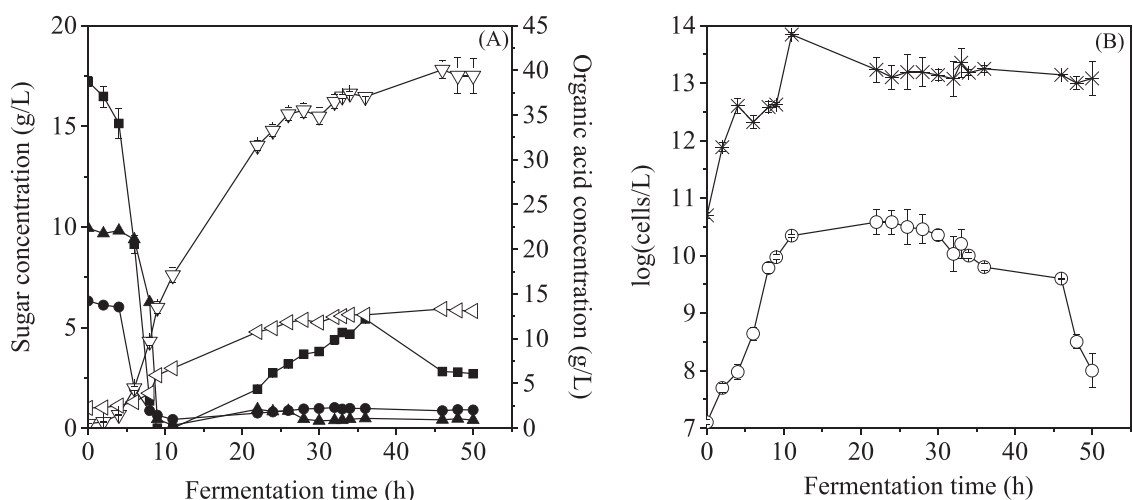 (A)
Sugar concentration (g/L)
20
15
10
5
0
45
40
35
30
25
20
15
10
5
0
Organic acid concentration (g/L)
0 10 20 30 40 50
Fermentation time (h)
(B)
log(cells/L)
14
13
12
11
10
9
8
7
0 10 20 30 40 50
Fermentation time (h)